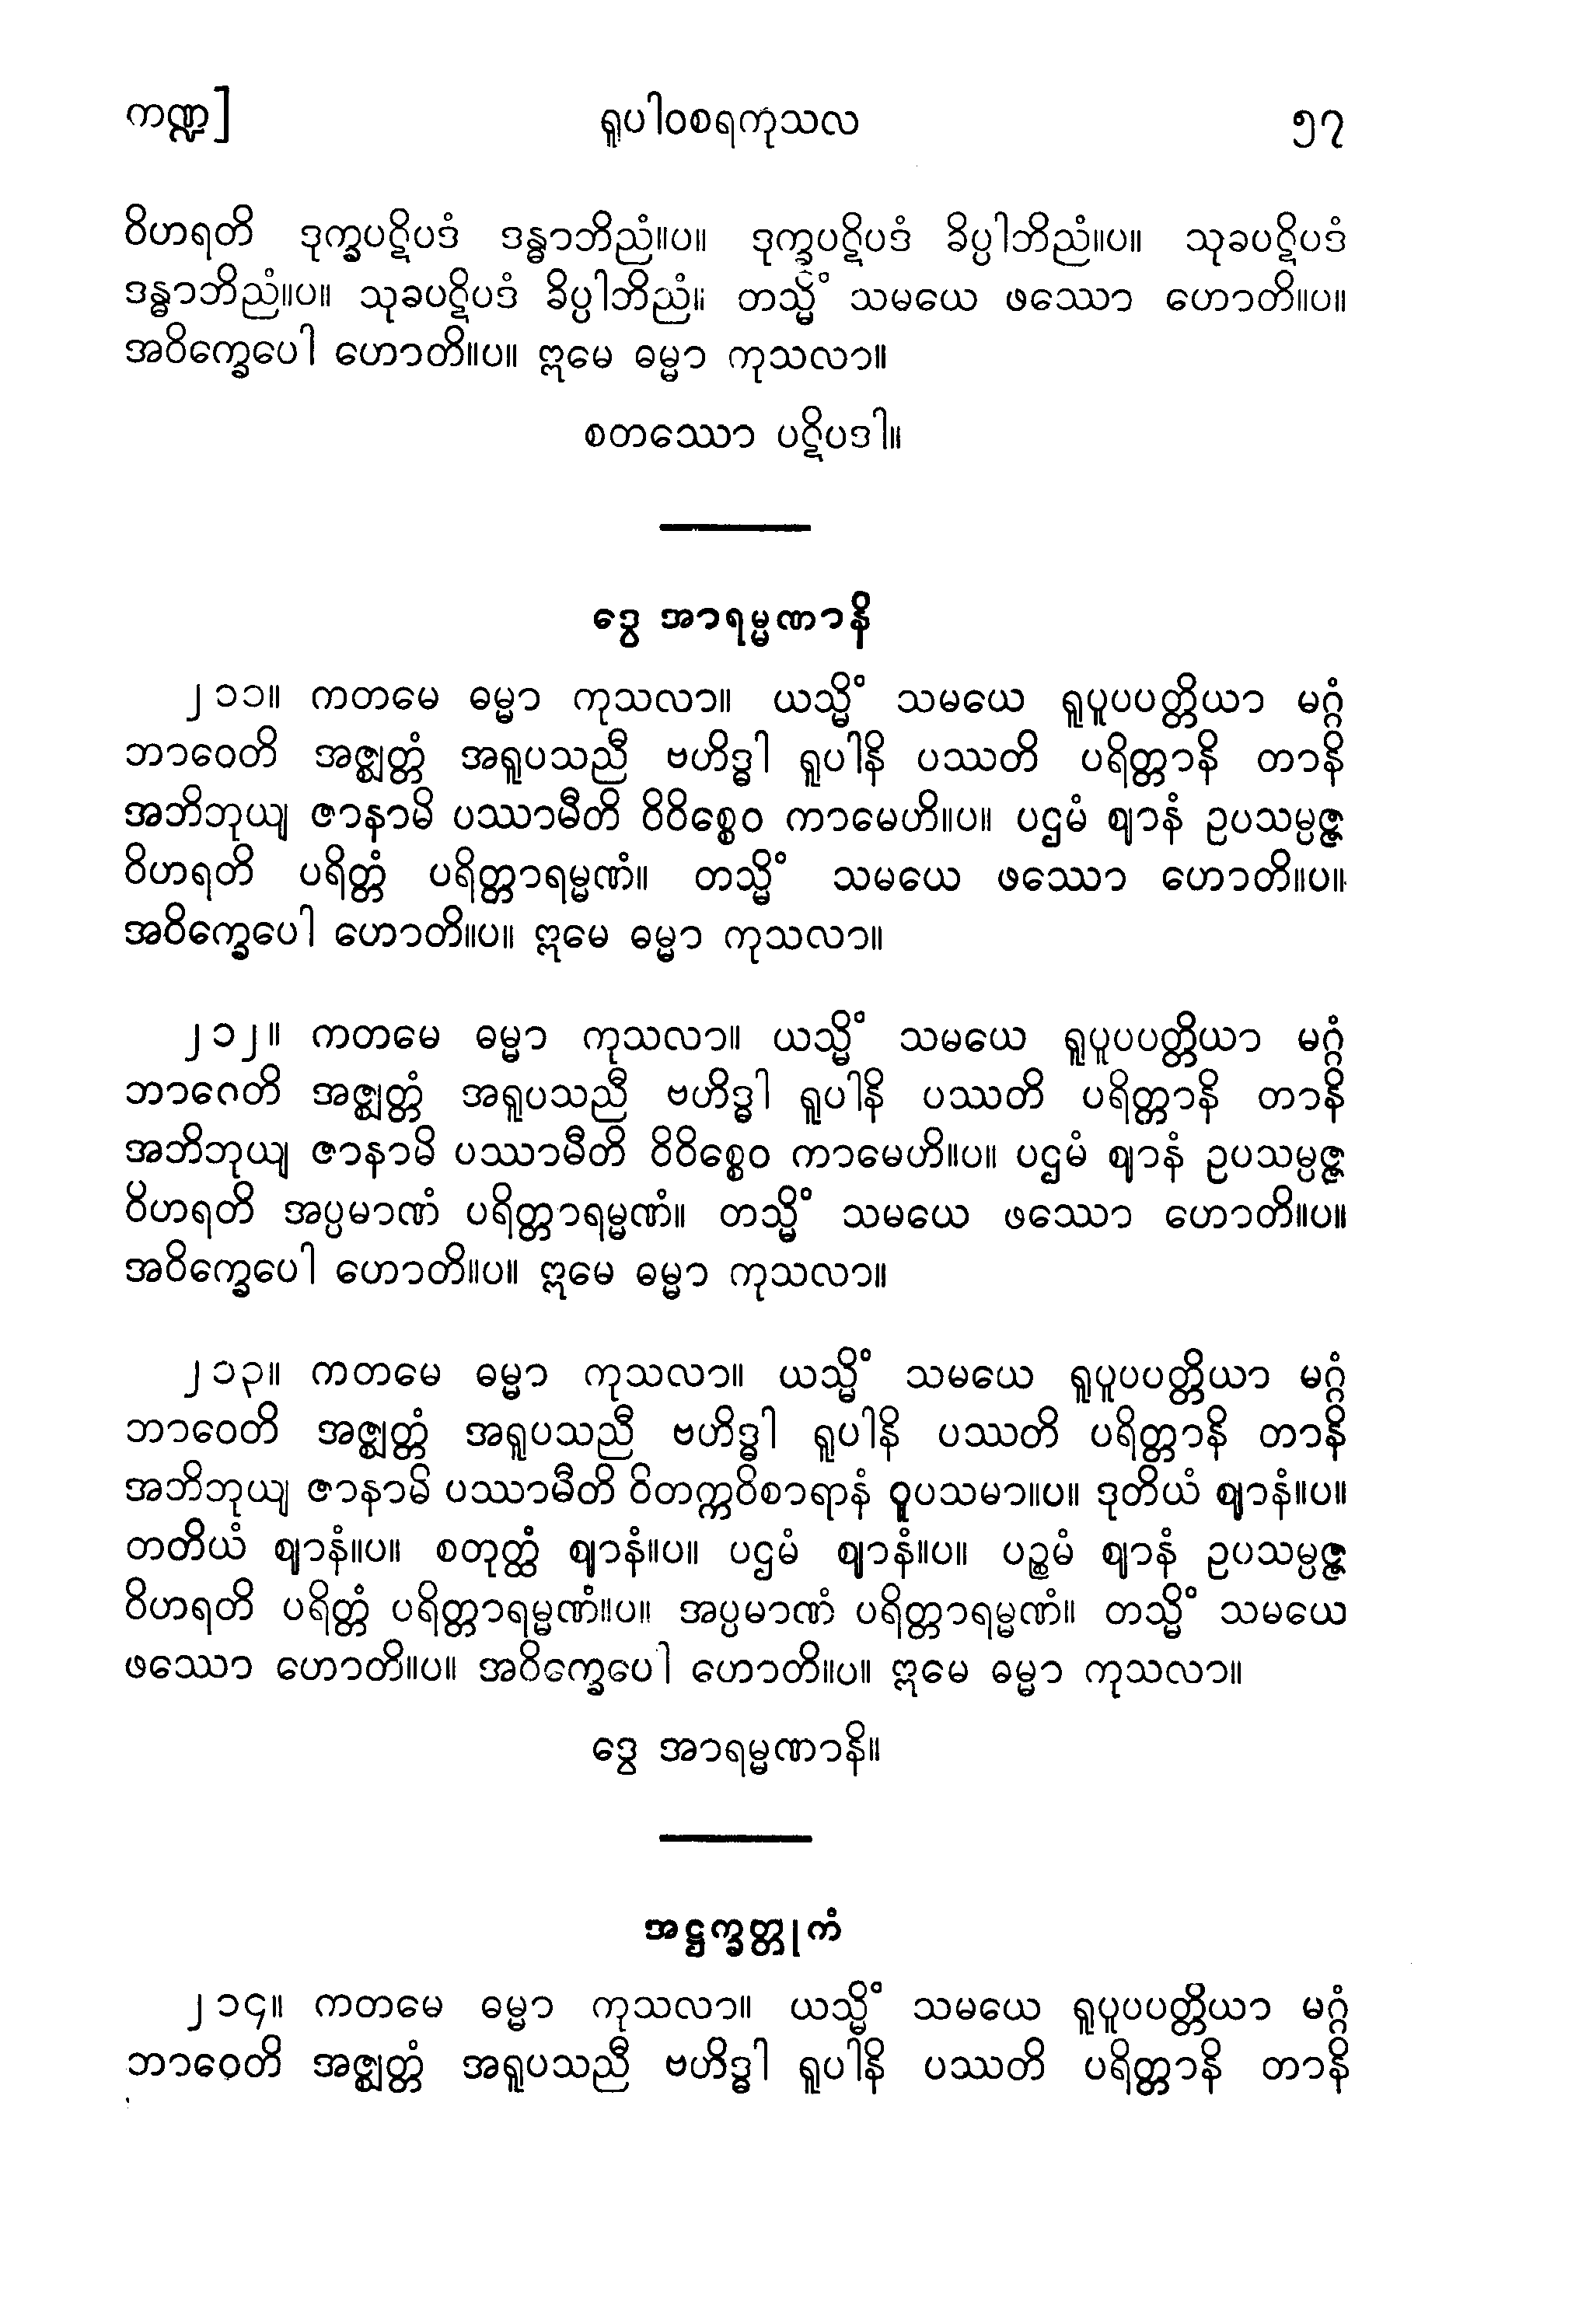 ကဏ္ဍ] ရူပါဝစရကုသလ ၅၇
ဝိဟရတိ ဒုက္ခပဋိပဒံ ဒန္ဓာဘိညံ။ပ။ ဒုက္ခပဋိပဒံ ခိပ္ပါဘိညံ။ပ။ သုခပဋိပဒံ
ဒန္ဓာဘိညံ။ပ။ သုခပဋိပဒံ ခိပ္ပါဘိညံ။ တသ္မိံ သမယေ ဖဿော ဟောတိ။ပ။
အဝိက္ခေပေါ ဟောတိ။ပ။ ဣမေ ဓမ္မာ ကုသလာ။
စတဿော ပဋိပဒါ။
ဒွေ အာရမ္မဏာနိ
၂၁၁။ ကတမေ ဓမ္မာ ကုသလာ။ ယသ္မိံ သမယေ ရူပူပပတ္တိယာ မဂ္ဂံ
ဘာဝေတိ အဇ္ဈတ္တံ အရူပသညီ ဗဟိဒ္ဓါ ရူပါနိ ပဿတိ ပရိတ္တာနိ တာနိ
အဘိဘုယျ ဇာနာမိ ပဿာမီတိ ဝိဝိစ္စေဝ ကာမေဟိ။ပ။ ပဌမံ ဈာနံ ဥပသမ္ပဇ္ဇ
ဝိဟရတိ ပရိတ္တံ ပရိတ္တာရမ္မဏံ။ တသ္မိံ သမယေ ဖဿော ဟောတိ။ပ။
အဝိက္ခေပေါ ဟောတိ။ပ။ ဣမေ ဓမ္မာ ကုသလာ။
၂၁၂။ ကတမေ ဓမ္မာ ကုသလာ။ ယသ္မိံ သမယေ ရူပူပပတ္တိယာ မဂ္ဂံ
ဘာဂေတိ အဇ္ဈတ္တံ အရူပသညီ ဗဟိဒ္ဓါ ရူပါနိ ပဿတိ ပရိတ္တာနိ တာနိ
အဘိဘုယျ ဇာနာမိ ပဿာမီတိ ဝိဝိစ္စေဝ ကာမေဟိ။ပ။ ပဌမံ ဈာနံ ဥပသမ္ပဇ္ဇ
ဝိဟရတိ အပ္ပမာဏံ ပရိတ္တာရမ္မဏံ။ တသ္မိံ သမယေ ဖဿော ဟောတိ။ပ။
အဝိက္ခေပေါ ဟောတိ။ပ။ ဣမေ ဓမ္မာ ကုသလာ။
၂၁၃။ ကတမေ ဓမ္မာ ကုသလာ။ ယသ္မိံ သမယေ ရူပူပပတ္တိယာ မဂ္ဂံ
ဘာဝေတိ အဇ္ဈတ္တံ အရူပသညီ ဗဟိဒ္ဓါ ရူပါနိ ပဿတိ ပရိတ္တာနိ တာနိ
အဘိဘုယျ ဇာနာမိ ပဿာမီတိ ဝိတက္ကဝိစာရာနံ ဝူပသမာ။ပ။ ဒုတိယံ ဈာနံ။ပ။
တတိယံ ဈာနံ။ပ။ စတုတ္ထံ ဈာနံ။ပ။ ပဌမံ ဈာနံ။ပ။ ပဉ္စမံ ဈာနံ ဥပသမ္ပဇ္ဇ
ဝိဟရတိ ပရိတ္တံ ပရိတ္တာရမ္မဏံ။ပ။ အပ္ပမာဏံ ပရိတ္တာရမ္မဏံ။ တသ္မိံ သမယေ
ဖဿော ဟောတိ။ပ။ အဝိက္ခေပေါ ဟောတိ။ပ။ ဣမေ ဓမ္မာ ကုသလာ။
ဒွေ အာရမ္မဏာနိ။
အဋ္ဌက္ခတ္တုကံ
၂၁၄။ ကတမေ ဓမ္မာ ကုသလာ။ ယသ္မိံ သမယေ ရူပူပပတ္တိယာ မဂ္ဂံ
ဘာဝေတိ အဇ္ဈတ္တံ အရူပသညီ ဗဟိဒ္ဓါ ရူပါနိ ပဿတိ ပရိတ္တာနိ တာနိ